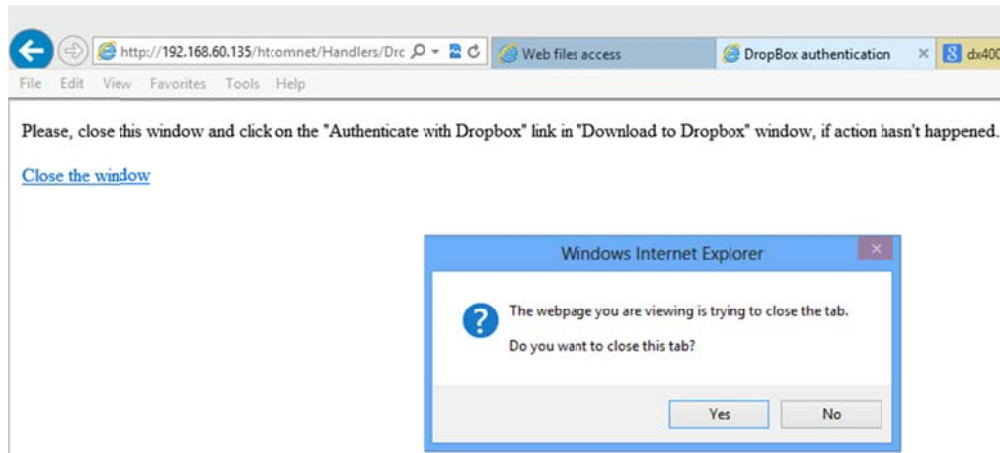 http://192.168.60.135/ht:omnet/Handlers/Drc
Web files access
DropBox authentication
dx400
File Edit View Favorites Tools Help
Please, close this window and click on the "Authenticate with Dropbox" link in "Download to Dropbox" window, if action hasn't happened.
Close the window
Windows Internet Explorer
The webpage you are viewing is trying to close the tab.
Do you want to close this tab?
Yes No